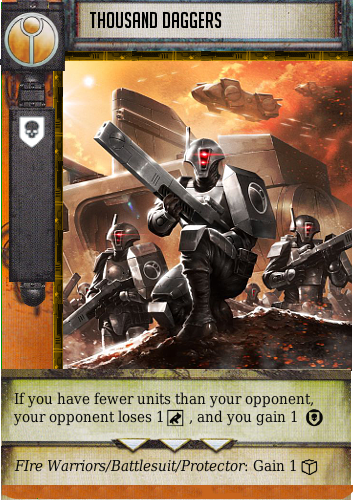 THOUSAND DAGGERS
If you have fewer units than your opponent,
your opponent loses 1 , and you gain 1
FIre Warriors/Battlesuit/Protector: Gain 1